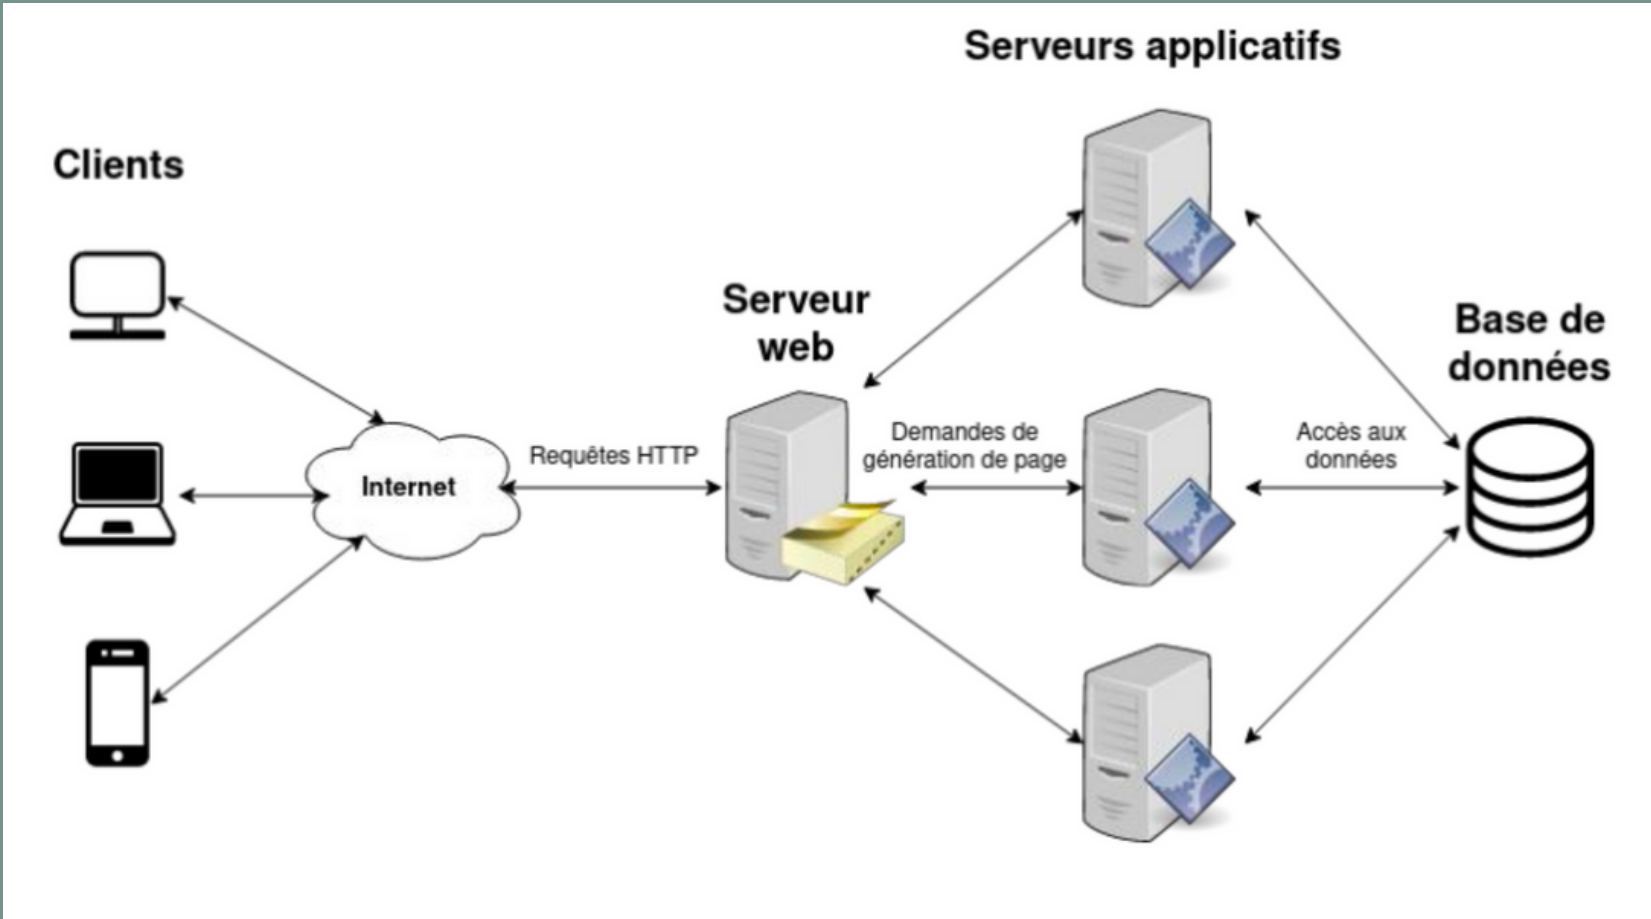 Serveurs applicatifs
Clients
Serveur
web
Base de
données
Internet
Requêtes HTTP
Demandes de
génération de page
Accès aux
données